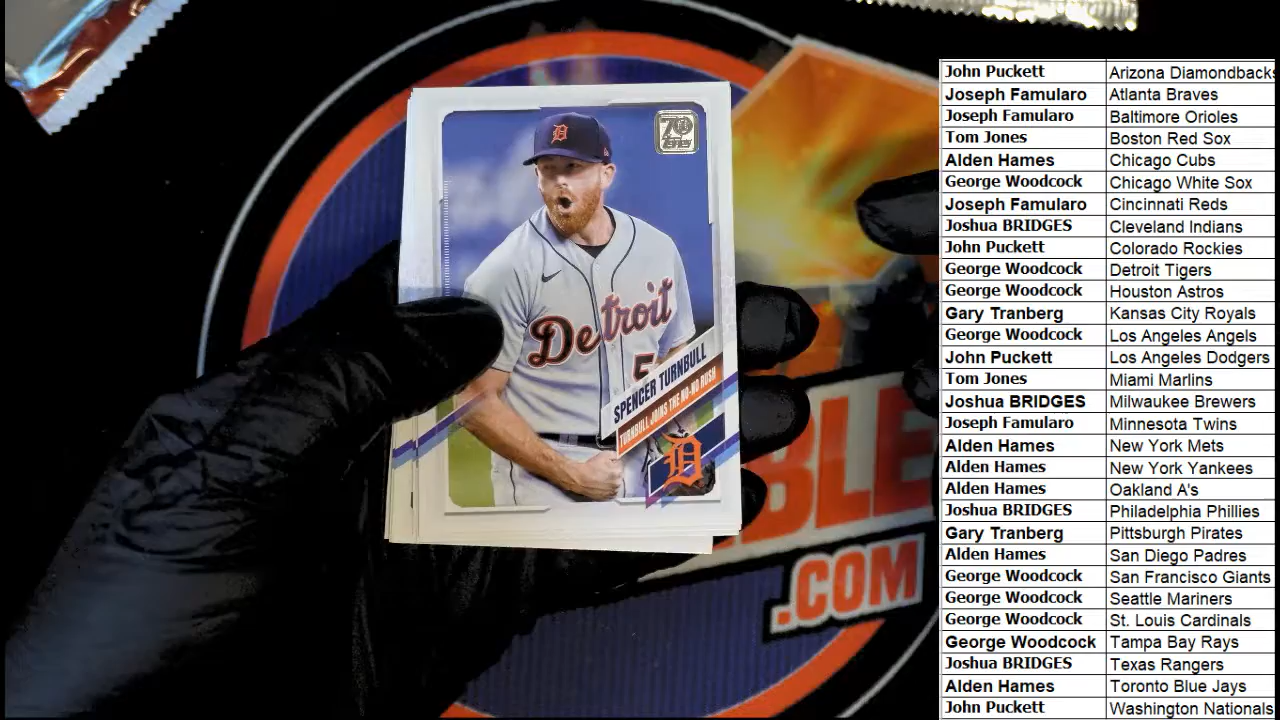 70
Topps
D
Detroit
5
SPENCER TURNBULL
TURNBULL JOINS THE NO-NO RUSH
D
BLE
.COM
John Puckett Arizona Diamondbacks
Joseph Famularo Atlanta Braves
Joseph Famularo Baltimore Orioles
Tom Jones Boston Red Sox
Alden Hames Chicago Cubs
George Woodcock Chicago White Sox
Joseph Famularo Cincinnati Reds
Joshua BRIDGES Cleveland Indians
John Puckett Colorado Rockies
George Woodcock Detroit Tigers
George Woodcock Houston Astros
Gary Tranberg Kansas City Royals
George Woodcock Los Angeles Angels
John Puckett Los Angeles Dodgers
Tom Jones Miami Marlins
Joshua BRIDGES Milwaukee Brewers
Joseph Famularo Minnesota Twins
Alden Hames New York Mets
Alden Hames New York Yankees
Alden Hames Oakland A's
Joshua BRIDGES Philadelphia Phillies
Gary Tranberg Pittsburgh Pirates
Alden Hames San Diego Padres
George Woodcock San Francisco Giants
George Woodcock Seattle Mariners
George Woodcock St. Louis Cardinals
George Woodcock Tampa Bay Rays
Joshua BRIDGES Texas Rangers
Alden Hames Toronto Blue Jays
John Puckett Washington Nationals